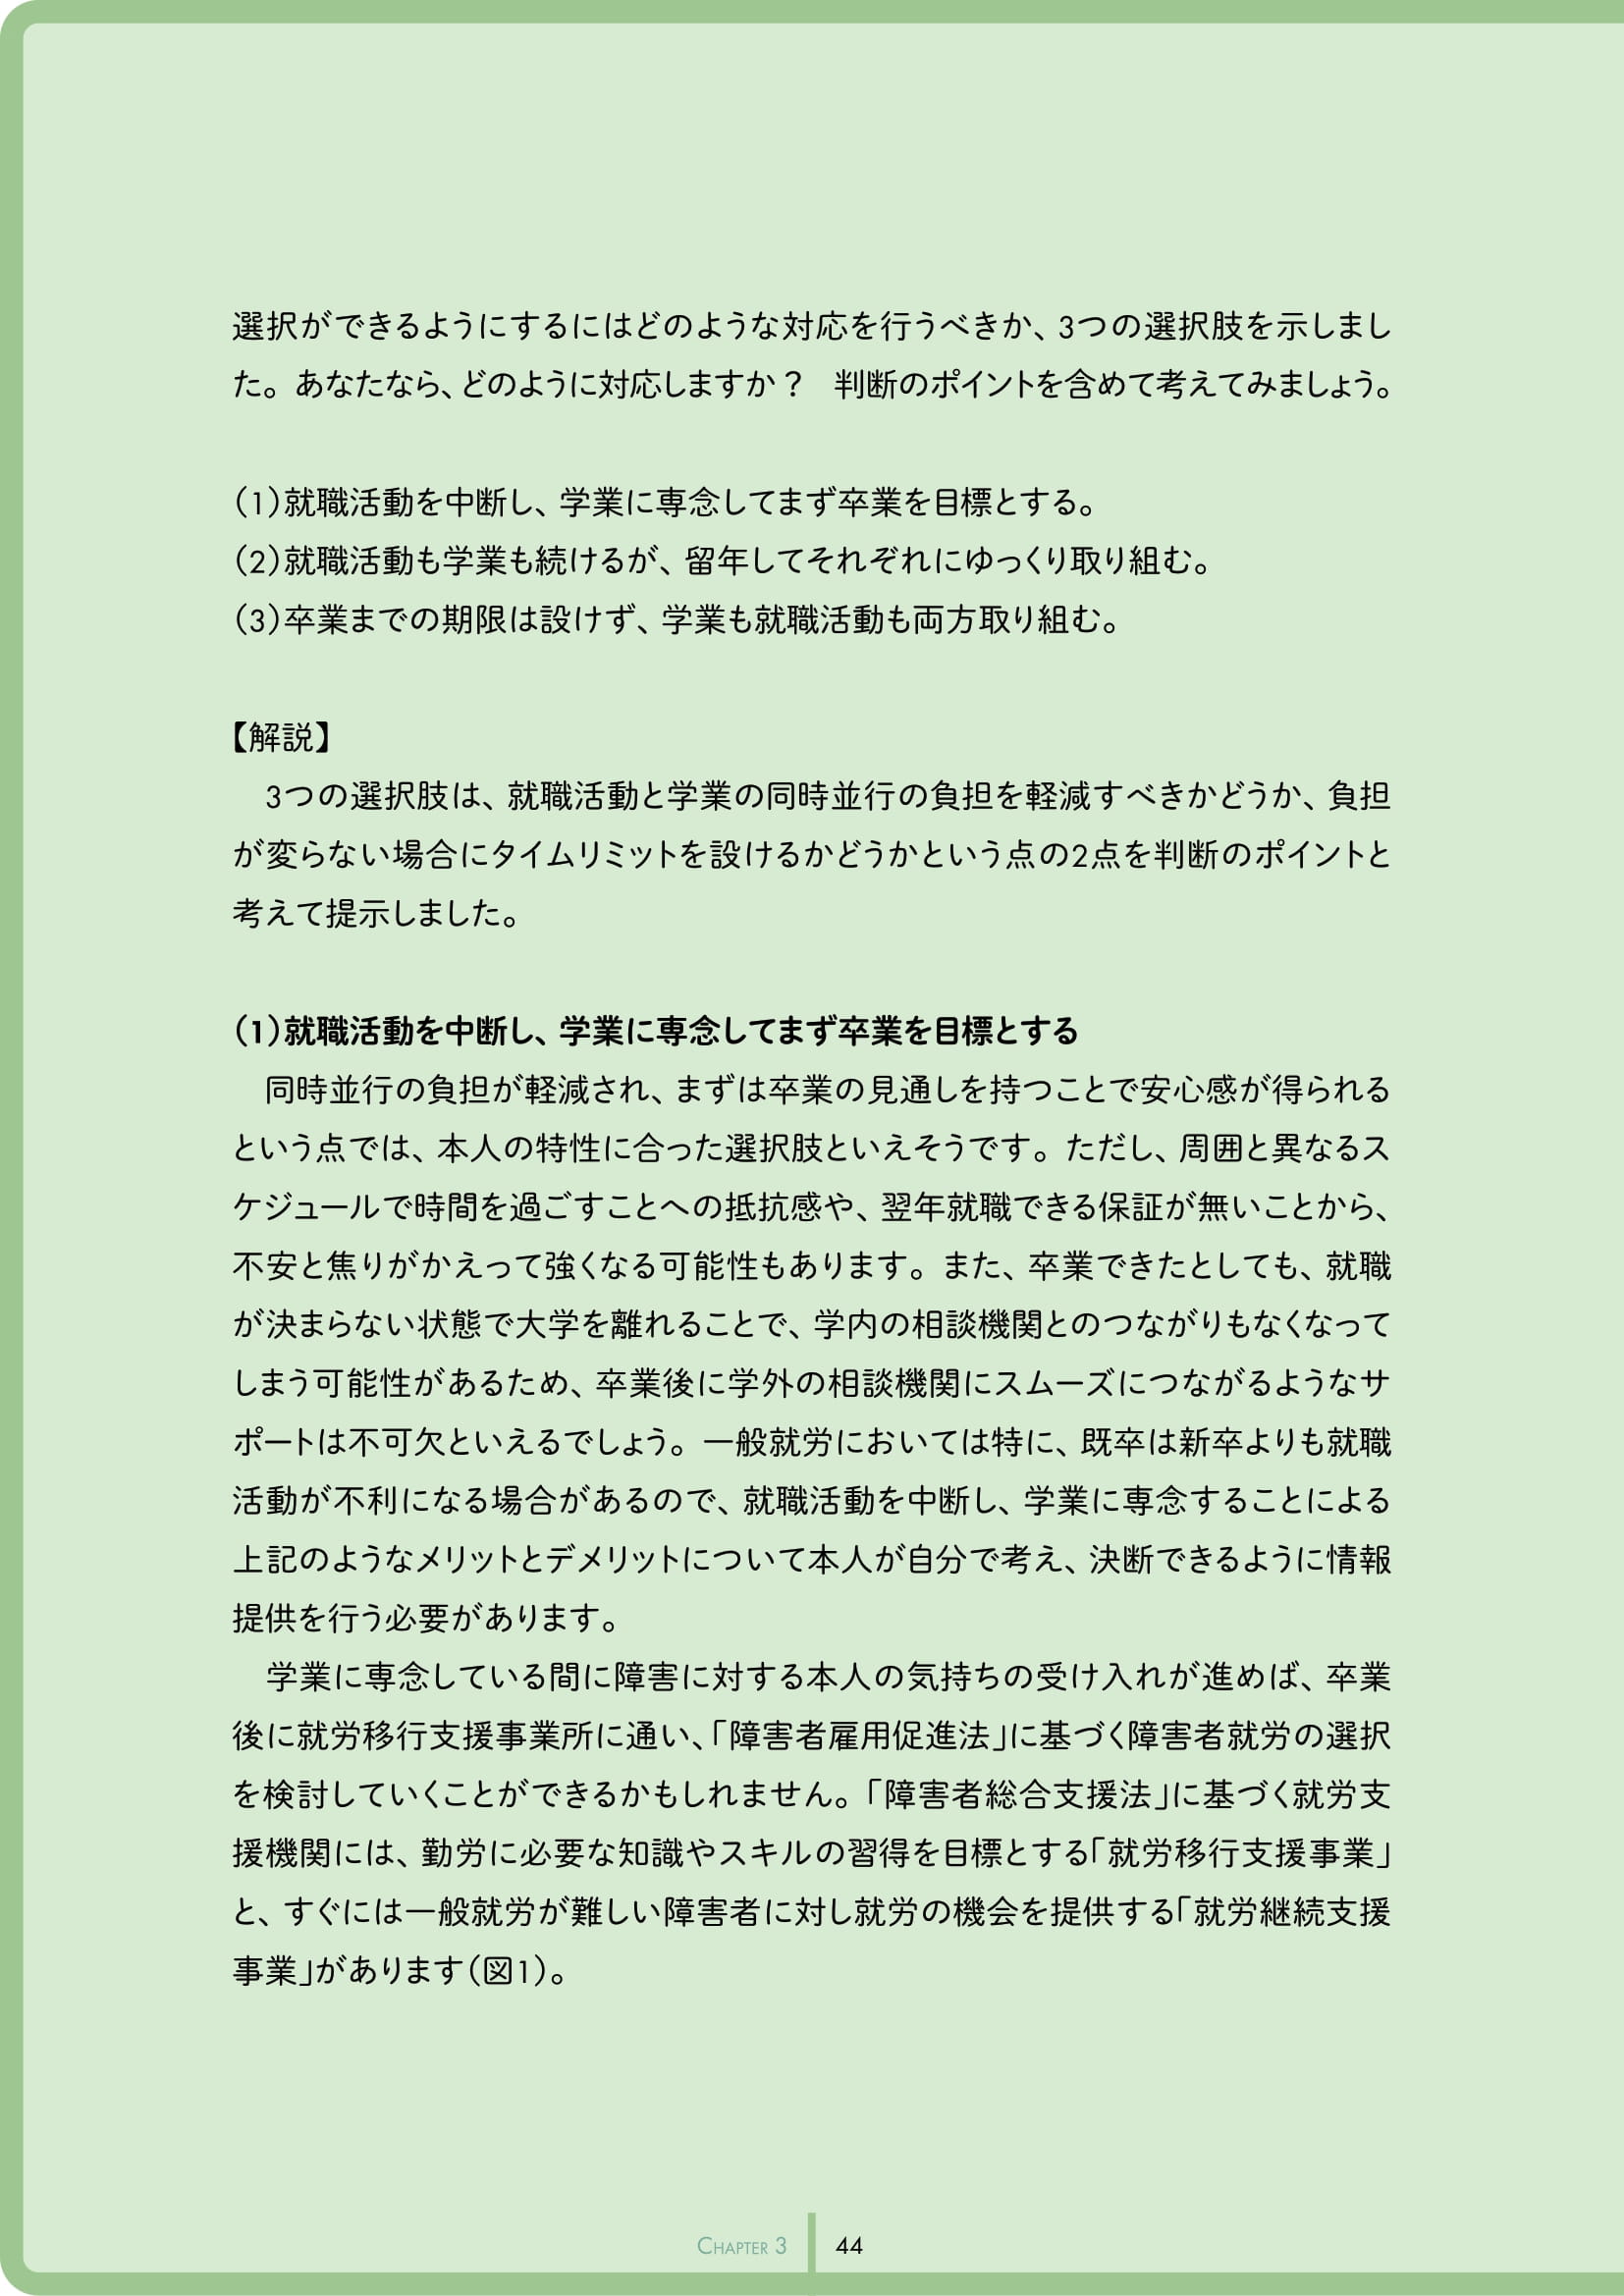 選択ができるようにするにはどのような対応を行うべきか、3つの選択肢を示しまし
た。あなたなら、どのように対応しますか？　判断のポイントを含めて考えてみましょう。
（1）就職活動を中断し、学業に専念してまず卒業を目標とする。
（2）就職活動も学業も続けるが、留年してそれぞれにゆっくり取り組む。
（3）卒業までの期限は設けず、学業も就職活動も両方取り組む。
【解説】
　3つの選択肢は、就職活動と学業の同時並行の負担を軽減すべきかどうか、負担
が変らない場合にタイムリミットを設けるかどうかという点の2点を判断のポイントと
考えて提示しました。
（1）就職活動を中断し、学業に専念してまず卒業を目標とする
　同時並行の負担が軽減され、まずは卒業の見通しを持つことで安心感が得られる
という点では、本人の特性に合った選択肢といえそうです。ただし、周囲と異なるス
ケジュールで時間を過ごすことへの抵抗感や、翌年就職できる保証が無いことから、
不安と焦りがかえって強くなる可能性もあります。また、卒業できたとしても、就職
が決まらない状態で大学を離れることで、学内の相談機関とのつながりもなくなって
しまう可能性があるため、卒業後に学外の相談機関にスムーズにつながるようなサ
ポートは不可欠といえるでしょう。一般就労においては特に、既卒は新卒よりも就職
活動が不利になる場合があるので、就職活動を中断し、学業に専念することによる
上記のようなメリットとデメリットについて本人が自分で考え、決断できるように情報
提供を行う必要があります。
　学業に専念している間に障害に対する本人の気持ちの受け入れが進めば、卒業
後に就労移行支援事業所に通い、「障害者雇用促進法」に基づく障害者就労の選択
を検討していくことができるかもしれません。「障害者総合支援法」に基づく就労支
援機関には、勤労に必要な知識やスキルの習得を目標とする「就労移行支援事業」
と、すぐには一般就労が難しい障害者に対し就労の機会を提供する「就労継続支援
事業」があります（図1）。
Chapter 3 44